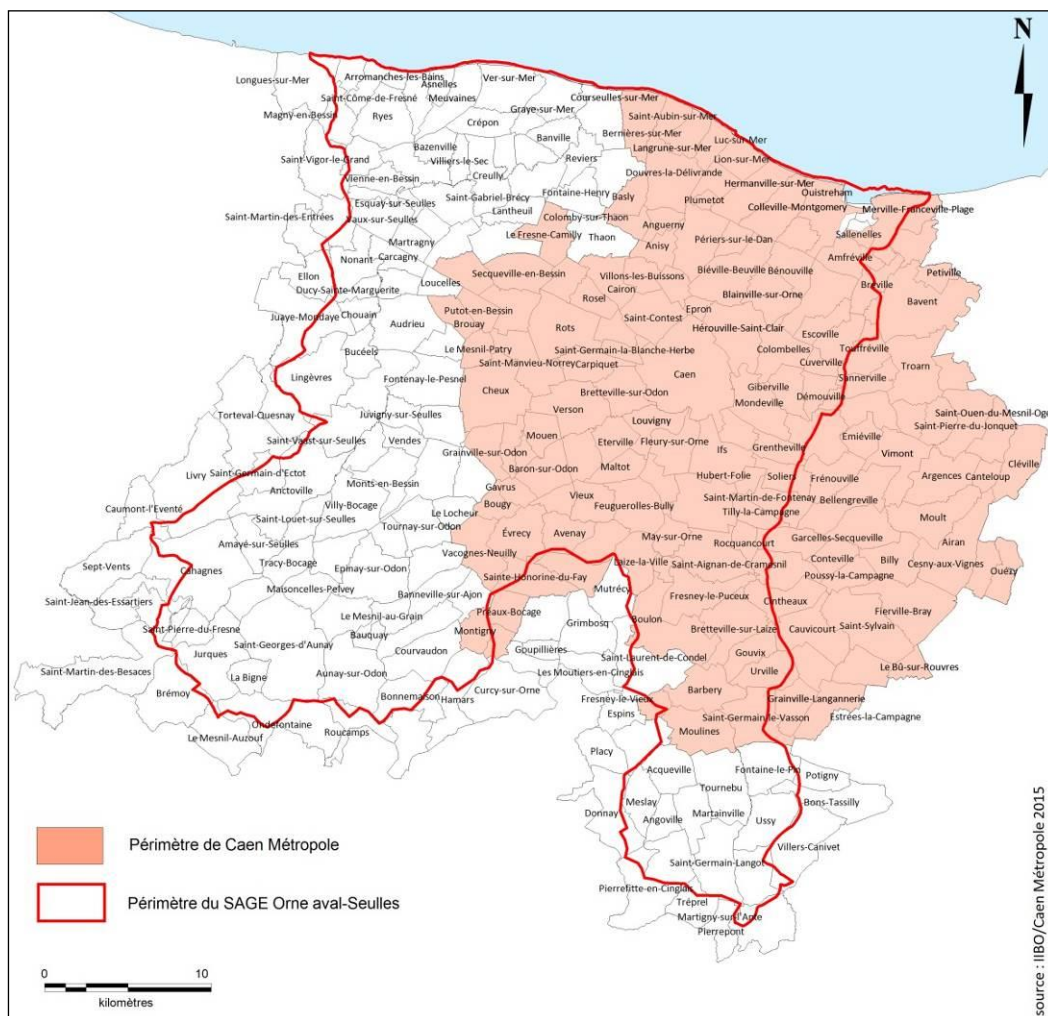 N
Longues-sur-Mer
Arromanches-les-Bains
Asnelles
Ver-sur-Mer
Saint-Côme-de-Fresné
Meuvaines
Courseulles-sur-Mer
Magny-en-Bessin
Ryes
Graye-sur-Mer
Saint-Aubin-sur-Mer
Crépon
Bernières-sur-Mer
Banville
Luc-sur-Mer
Bazenville
Langrune-sur-Mer
Saint-Vigor-le-Grand
Villiers-le-Sec
Reviers
Lion-sur-Mer
Vienne-en-Bessin
Creully
Douvres-la-Délivrande
Hermanville-sur-Mer
Esquay-sur-Seulles
Saint-Gabriel-Brécy
Fontaine-Henry
Basly
Plumetot
Ouistreham
Saint-Martin-des-Entrées
Vaux-sur-Seulles
Lantheuil
Colomby-sur-Thaon
Colleville-Montgomery
Merville-Franceville-Plage
Le Fresne-Camilly
Anguerny
Sallenelles
Martragny
Thaon
Anisy
Périers-sur-le-Dan
Nonant
Carcagny
Amfréville
Ellon
Loucelles
Secqueville-en-Bessin
Villons-les-Buissons
Biéville-Beuville
Bénouville
Petiville
Ducy-Sainte-Marguerite
Cairon
Bréville
Rosel
Blainville-sur-Orne
Bavent
Juaye-Mondaye
Chouain
Putot-en-Bessin
Saint-Contest
Epron
Audrieu
Brouay
Rots
Hérouville-Saint-Clair
Escoville
Bucéels
Le Mesnil-Patry
Saint-Germain-la-Blanche-Herbe
Colombelles
Touffréville
Saint-Manvieu-Norrey
Carpiquet
Cuverville
Troarn
Lingèvres
Fontenay-le-Pesnel
Caen
Sannerville
Cheux
Bretteville-sur-Odon
Giberville
Démouville
Torteval-Quesnay
Juvigny-sur-Seulles
Verson
Mondeville
Saint-Ouen-du-Mesnil-Oger
Louvigny
Saint-Pierre-du-Jonquet
Saint-Vaast-sur-Seulles
Vendes
Mouen
Eterville
Fleury-sur-Orne
Ifs
Grentheville
Emiéville
Grainville-sur-Odon
Vimont
Livry
Saint-Germain-d'Ectot
Baron-sur-Odon
Maltot
Hubert-Folie
Soliers
Frénouville
Argences
Canteloup
Cléville
Anctoville
Monts-en-Bessin
Gavrus
Vieux
Saint-Martin-de-Fontenay
Bellengreville
Caumont-l'Eventé
Villy-Bocage
Le Locheur
Bougy
Feuguerolles-Bully
Tilly-la-Campagne
Moult
Saint-Louet-sur-Seulles
Tournay-sur-Odon
Évrecy
Avenay
May-sur-Orne
Rocquancourt
Garcelles-Secqueville
Airan
Amayé-sur-Seulles
Vacognes-Neuilly
Sept-Vents
Cahagnes
Tracy-Bocage
Epinay-sur-Odon
Laize-la-Ville
Saint-Aignan-de-Cramesnil
Conteville
Billy
Cesny-aux-Vignes
Ouézy
Maisoncelles-Pelvey
Banneville-sur-Ajon
Sainte-Honorine-du-Fay
Mutrécy
Poussy-la-Campagne
Saint-Jean-des-Essartiers
Fresney-le-Puceux
Cintheaux
Le Mesnil-au-Grain
Préaux-Bocage
Grimbosq
Boulon
Fierville-Bray
Saint-Pierre-du-Fresne
Bauquay
Montigny
Bretteville-sur-Laize
Cauvicourt
Saint-Sylvain
Jurques
Saint-Georges-d'Aunay
Courvaudon
Goupillières
Saint-Laurent-de-Condel
Gouvix
Saint-Martin-des-Besaces
La Bigne
Aunay-sur-Odon
Les Moutiers-en-Cinglais
Urville
Le Bû-sur-Rouvres
Brémoy
Bonnemaison
Hamars
Curcy-sur-Orne
Barbery
Fresney-le-Vieux
Grainville-Langannerie
Espins
Saint-Germain-le-Vasson
Estrées-la-Campagne
Ondefontaine
Roucamps
Moulines
Le Mesnil-Auzouf
Placy
Acqueville
Fontaine-le-Pin
Potigny
Tournebu
Donnay
Meslay
Martainville
Bons-Tassilly
Angoville
Ussy
Villers-Canivet
Saint-Germain-Langot
Pierrefitte-en-Cinglais
Tréprel
Martigny-sur-l'Ante
Pierrepont
Périmètre de Caen Métropole
Périmètre du SAGE Orne aval-Seulles
0 10
kilomètres
source : IIBO/Caen Métropole 2015